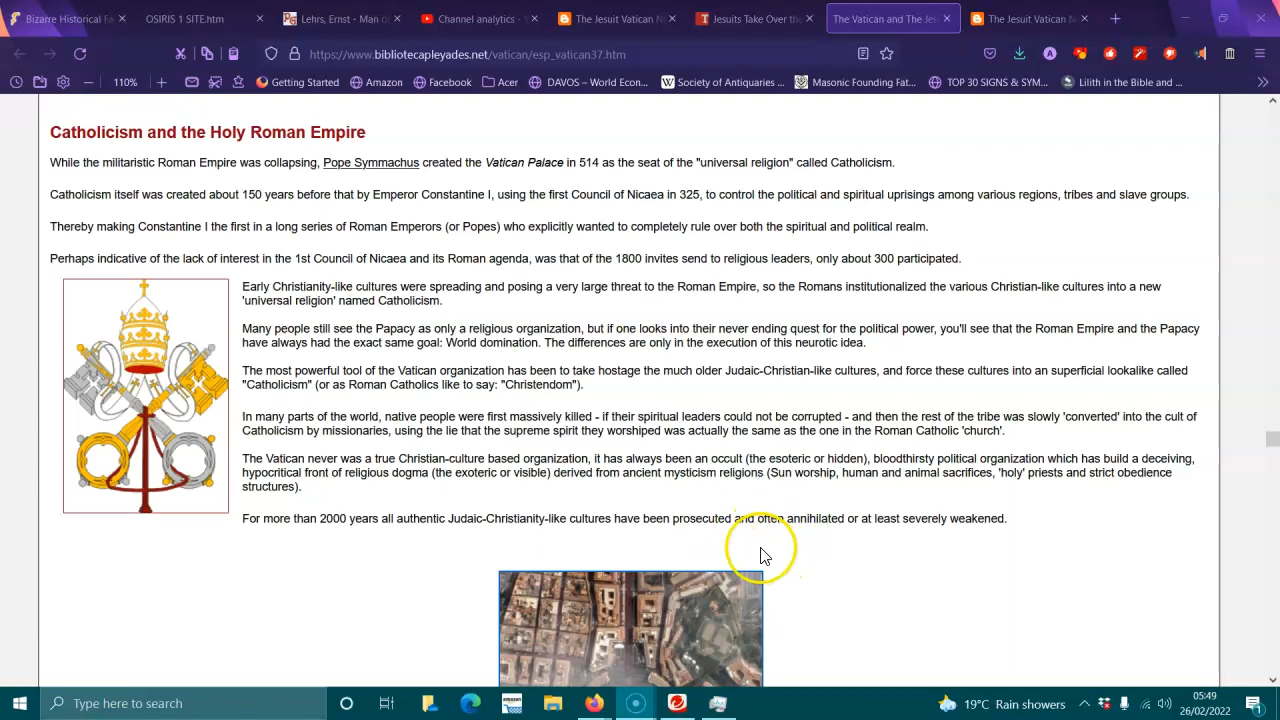 Bizarre Historical Fa
OSIRIS 1 SITE.htm
Lehrs, Ernst - Man o
Channel analytics -
The Jesuit Vatican N
Jesuits Take Over the
The Vatican and The Jes
The Jesuit Vatican N
https://www.bibliotecapleyades.net/vatican/esp_vatican37.htm
110%
Getting Started
Amazon
Facebook
Acer
DAVOS – World Econ...
Society of Antiquaries ...
Masonic Founding Fat...
TOP 30 SIGNS & SYM...
Lilith in the Bible and ...
Catholicism and the Holy Roman Empire
While the militaristic Roman Empire was collapsing, Pope Symmachus created the Vatican Palace in 514 as the seat of the "universal religion" called Catholicism.
Catholicism itself was created about 150 years before that by Emperor Constantine I, using the first Council of Nicaea in 325, to control the political and spiritual uprisings among various regions, tribes and slave groups.
Thereby making Constantine I the first in a long series of Roman Emperors (or Popes) who explicitly wanted to completely rule over both the spiritual and political realm.
Perhaps indicative of the lack of interest in the 1st Council of Nicaea and its Roman agenda, was that of the 1800 invites send to religious leaders, only about 300 participated.
Early Christianity-like cultures were spreading and posing a very large threat to the Roman Empire, so the Romans institutionalized the various Christian-like cultures into a new
'universal religion' named Catholicism.
Many people still see the Papacy as only a religious organization, but if one looks into their never ending quest for the political power, you'll see that the Roman Empire and the Papacy
have always had the exact same goal: World domination. The differences are only in the execution of this neurotic idea.
The most powerful tool of the Vatican organization has been to take hostage the much older Judaic-Christian-like cultures, and force these cultures into an superficial lookalike called
"Catholicism" (or as Roman Catholics like to say: "Christendom").
In many parts of the world, native people were first massively killed - if their spiritual leaders could not be corrupted - and then the rest of the tribe was slowly 'converted' into the cult of
Catholicism by missionaries, using the lie that the supreme spirit they worshiped was actually the same as the one in the Roman Catholic 'church'.
The Vatican never was a true Christian-culture based organization, it has always been an occult (the esoteric or hidden), bloodthirsty political organization which has build a deceiving,
hypocritical front of religious dogma (the exoteric or visible) derived from ancient mysticism religions (Sun worship, human and animal sacrifices, 'holy' priests and strict obedience
structures).
For more than 2000 years all authentic Judaic-Christianity-like cultures have been prosecuted and often annihilated or at least severely weakened.
Type here to search
amazon
19°C Rain showers
05:49
26/02/2022
1